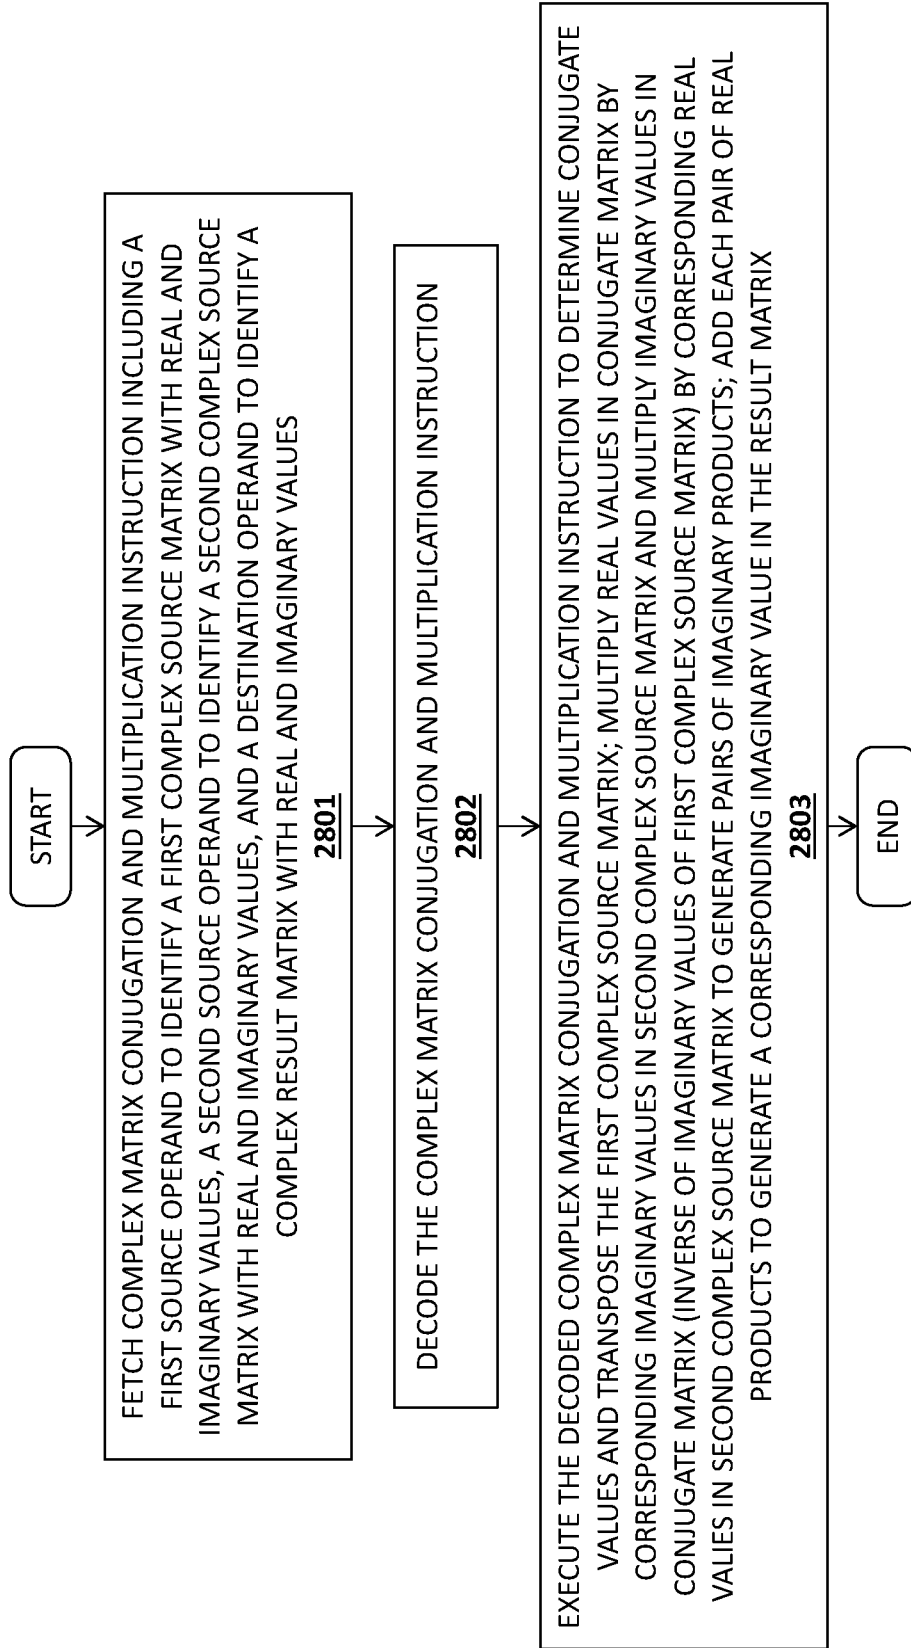 START
FETCH COMPLEX MATRIX CONJUGATION AND MULTIPLICATION INSTRUCTION INCLUDING A
FIRST SOURCE OPERAND TO IDENTIFY A FIRST COMPLEX SOURCE MATRIX WITH REAL AND
IMAGINARY VALUES, A SECOND SOURCE OPERAND TO IDENTIFY A SECOND COMPLEX SOURCE
MATRIX WITH REAL AND IMAGINARY VALUES, AND A DESTINATION OPERAND TO IDENTIFY A
COMPLEX RESULT MATRIX WITH REAL AND IMAGINARY VALUES
2801
DECODE THE COMPLEX MATRIX CONJUGATION AND MULTIPLICATION INSTRUCTION
2802
EXECUTE THE DECODED COMPLEX MATRIX CONJUGATION AND MULTIPLICATION INSTRUCTION TO DETERMINE CONJUGATE
VALUES AND TRANSPOSE THE FIRST COMPLEX SOURCE MATRIX; MULTIPLY REAL VALUES IN CONJUGATE MATRIX BY
CORRESPONDING IMAGINARY VALUES IN SECOND COMPLEX SOURCE MATRIX AND MULTIPLY IMAGINARY VALUES IN
CONJUGATE MATRIX (INVERSE OF IMAGINARY VALUES OF FIRST COMPLEX SOURCE MATRIX) BY CORRESPONDING REAL
VALIES IN SECOND COMPLEX SOURCE MATRIX TO GENERATE PAIRS OF IMAGINARY PRODUCTS; ADD EACH PAIR OF REAL
PRODUCTS TO GENERATE A CORRESPONDING IMAGINARY VALUE IN THE RESULT MATRIX
2803
END